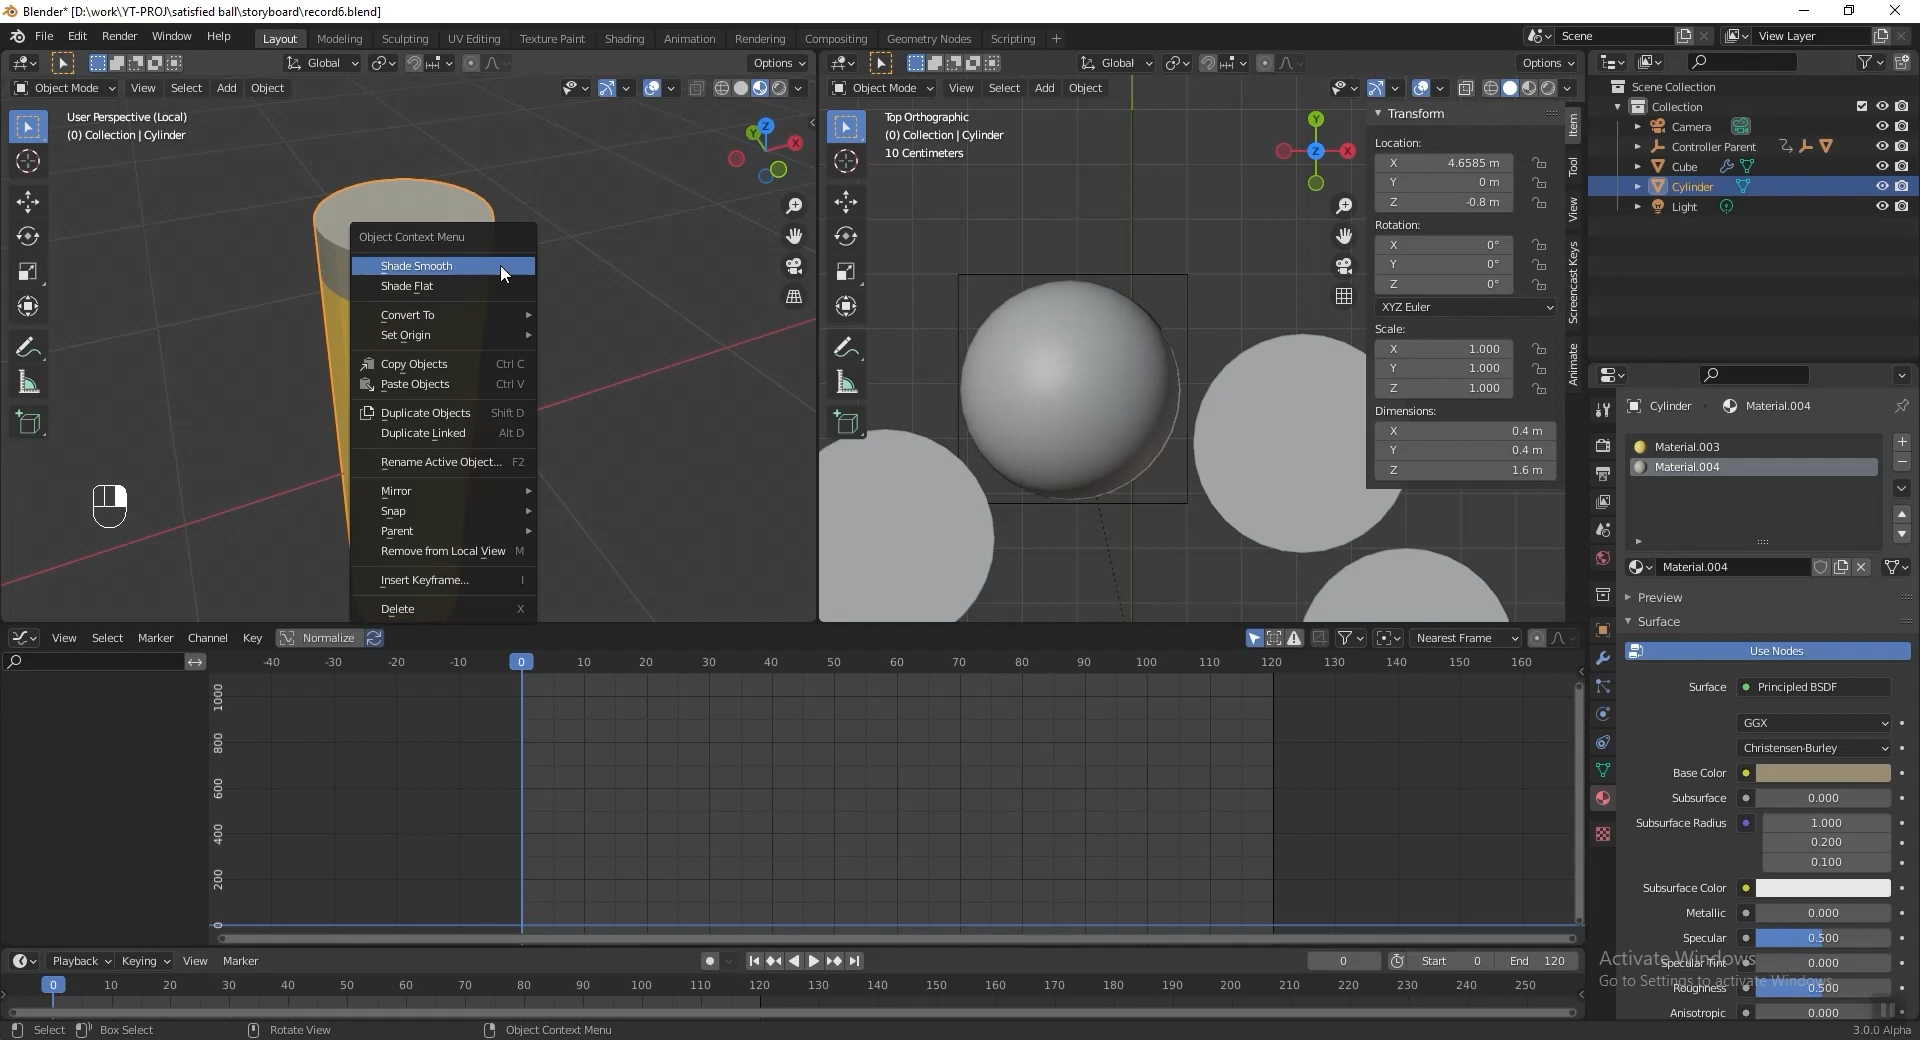 Blender* [D:\work\YT-PROJ\satisfied ball\storyboard\record6.blend]
File Edit Render Window Help Layout Modeling Sculpting UV Editing Texture Paint Shading Animation Rendering Compositing Geometry Nodes Scripting + Scene View Layer
Global Options Global Options
Object Mode View Select Add Object Object Mode View Select Add Object
User Perspective (Local)
(0) Collection | Cylinder
Z
Y
X
Top Orthographic
(0) Collection | Cylinder
10 Centimeters
Y
Z
X
Object Context Menu
Shade Smooth
Shade Flat
Convert To
Set Origin
Copy Objects Ctrl C
Paste Objects Ctrl V
Duplicate Objects Shift D
Duplicate Linked Alt D
Rename Active Object... F2
Mirror
Snap
Parent
Remove from Local View M
Insert Keyframe... I
Delete X
Transform
Location:
X 4.6585 m
Y 0 m
Z -0.8 m
Rotation:
X 0°
Y 0°
Z 0°
XYZ Euler
Scale:
X 1.000
Y 1.000
Z 1.000
Dimensions:
X 0.4 m
Y 0.4 m
Z 1.6 m
Item
Tool
View
Screencast Keys
Animate
Scene Collection
Collection
Camera
Controller Parent
Cube
Cylinder
Light
Cylinder Material.004
Material.003
Material.004
Material.004
Preview
Surface
Use Nodes
Surface Principled BSDF
GGX
Christensen-Burley
Base Color
Subsurface 0.000
Subsurface Radius 1.000
0.200
0.100
Subsurface Color
Metallic 0.000
Specular 0.500
Specular Tint 0.000
Roughness 0.500
Anisotropic 0.000
Activate Windows
Go to Settings to activate Windows.
View Select Marker Channel Key Normalize Nearest Frame
-40 -30 -20 -10 0 10 20 30 40 50 60 70 80 90 100 110 120 130 140 150 160
1000
800
600
400
200
0
Playback Keying View Marker 0 Start 0 End 120
0 10 20 30 40 50 60 70 80 90 100 110 120 130 140 150 160 170 180 190 200 210 220 230 240 250
Select Box Select Rotate View Object Context Menu 3.0.0 Alpha